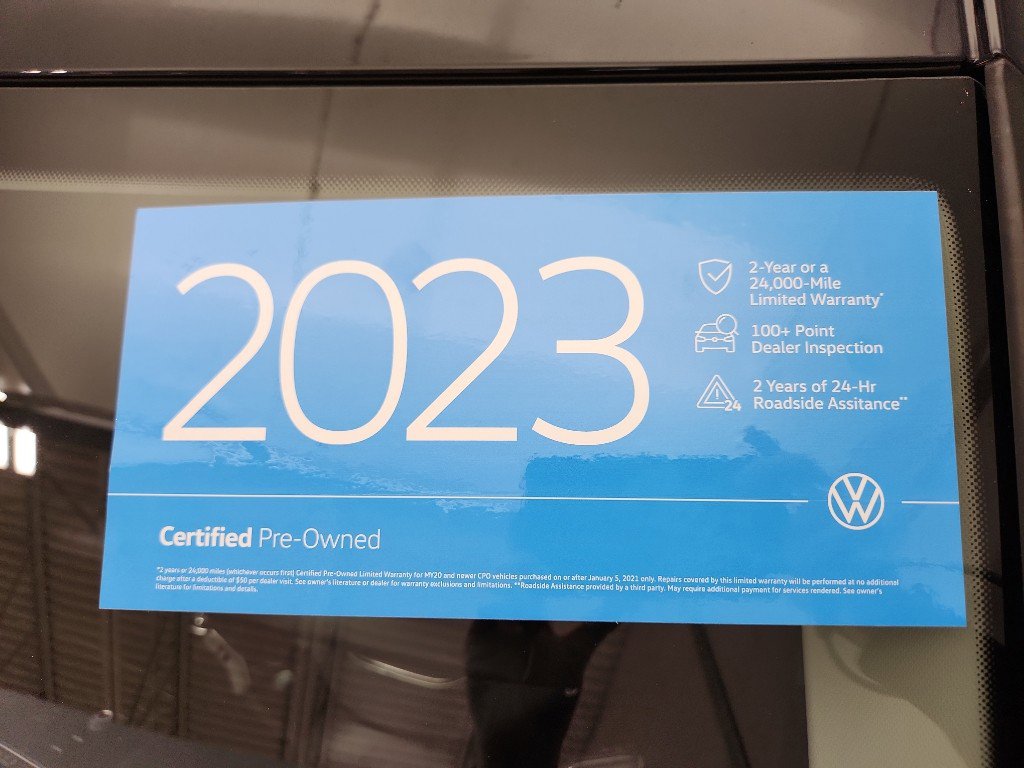 2023
2-Year or a
24,000-Mile
Limited Warranty*
100+ Point
Dealer Inspection
24
2 Years of 24-Hr
Roadside Assitance**
Certified Pre-Owned
*2 years or 24,000 miles (whichever occurs first) Certified Pre-Owned Limited Warranty for MY20 and newer CPO vehicles purchased on or after January 5, 2021 only. Repairs covered by this limited warranty will be performed at no additional
charge after a deductible of $50 per dealer visit. See owner's literature or dealer for warranty exclusions and limitations. **Roadside Assistance provided by a third party. May require additional payment for services rendered. See owner's
literature for limitations and details.